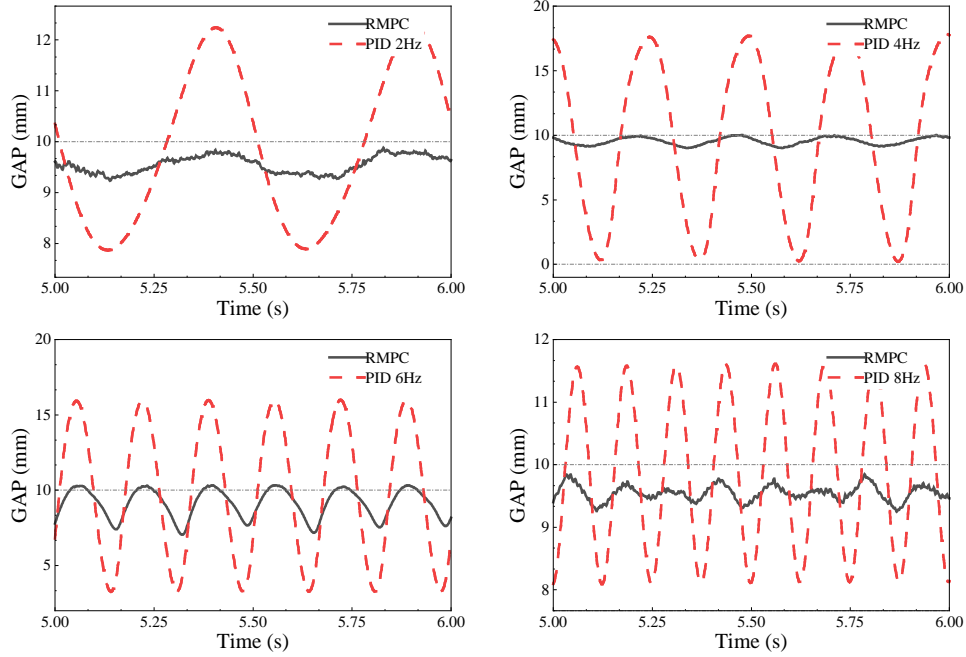 RMPC
PID 2Hz
12
11
10
9
8
GAP (mm)
5.00 5.25 5.50 5.75 6.00
Time (s)
RMPC
PID 4Hz
20
15
10
5
0
GAP (mm)
5.00 5.25 5.50 5.75 6.00
Time (s)
RMPC
PID 6Hz
20
15
10
5
GAP (mm)
5.00 5.25 5.50 5.75 6.00
Time (s)
RMPC
PID 8Hz
12
11
10
9
8
GAP (mm)
5.00 5.25 5.50 5.75 6.00
Time (s)